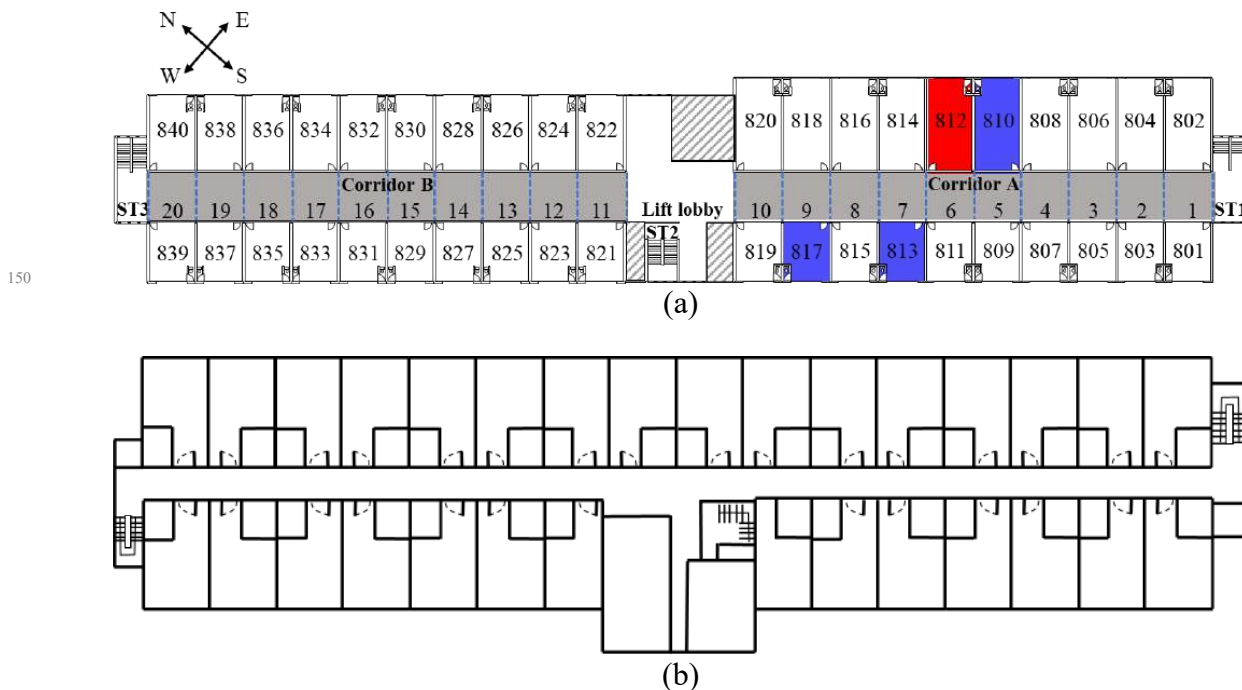 N E
W S
840 838 836 834 832 830 828 826 824 822 820 818 816 814 812 810 808 806 804 802
Corridor B Corridor A
ST3 20 19 18 17 16 15 14 13 12 11 Lift lobby 10 9 8 7 6 5 4 3 2 1 ST1
ST2
839 837 835 833 831 829 827 825 823 821 819 817 815 813 811 809 807 805 803 801
150
(a)
(b)